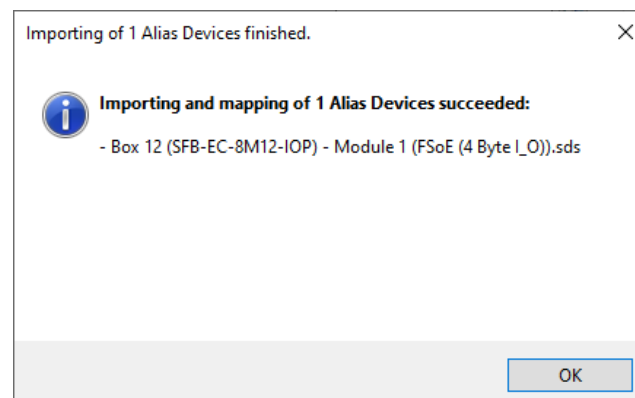 Importing of 1 Alias Devices finished.
Importing and mapping of 1 Alias Devices succeeded:
- Box 12 (SFB-EC-8M12-IOP) - Module 1 (FSoE (4 Byte I_O)).sds
OK